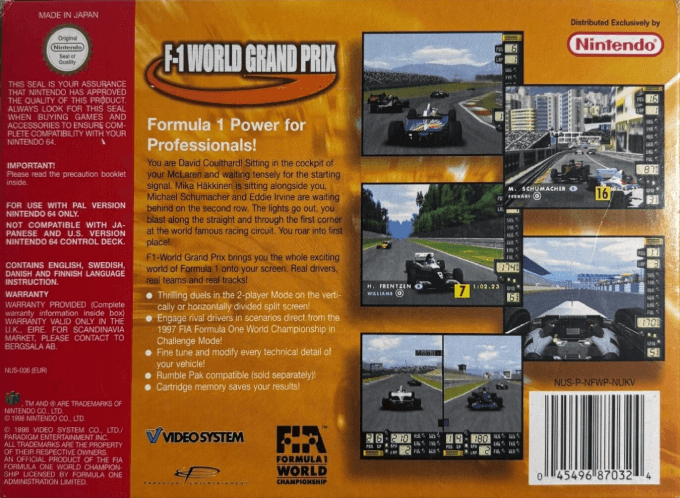 MADE IN JAPAN
Original
Nintendo
Seal of
Quality
THIS SEAL IS YOUR ASSURANCE
THAT NINTENDO HAS APPROVED
THE QUALITY OF THIS PRODUCT.
ALWAYS LOOK FOR THIS SEAL
WHEN BUYING GAMES AND
ACCESSORIES TO ENSURE COM-
PLETE COMPATIBILITY WITH YOUR
NINTENDO 64.
IMPORTANT!
Please read the precaution booklet
inside.
FOR USE WITH PAL VERSION
NINTENDO 64 ONLY.
NOT COMPATIBLE WITH JA-
PANESE AND U.S. VERSION
NINTENDO 64 CONTROL DECK.
CONTAINS ENGLISH, SWEDISH,
DANISH AND FINNISH LANGUAGE
INSTRUCTION.
WARRANTY
WARRANTY PROVIDED (Complete
warranty information inside box)
WARRANTY VALID ONLY IN THE
U.K., EIRE. FOR SCANDINAVIA
MARKET, PLEASE CONTACT TO
BERGSALA AB.
NUS-006 (EUR)
TM AND ® ARE TRADEMARKS OF
NINTENDO CO., LTD.
© 1998 NINTENDO CO., LTD.
© 1998 VIDEO SYSTEM CO., LTD./
PARADIGM ENTERTAINMENT INC.
ALL TRADEMARKS ARE THE PROPERTY
OF THEIR RESPECTIVE OWNERS.
AN OFFICIAL PRODUCT OF THE FIA
FORMULA ONE WORLD CHAMPION-
SHIP LICENSED BY FORMULA ONE
ADMINISTRATION LIMITED.
F-1 WORLD GRAND PRIX
Formula 1 Power for
Professionals!
You are David Coulthard! Sitting in the cockpit of
your McLaren and waiting tensely for the starting
signal. Mika Häkkinen is sitting alongside you,
Michael Schumacher and Eddie Irvine are waiting
behind on the second row. The lights go out, you
blast along the straight and through the first corner
at the world famous racing circuit. You roar into first
place!
F1-World Grand Prix brings you the whole exciting
world of Formula 1 onto your screen. Real drivers,
real teams and real tracks!
Thrilling duels in the 2-player Mode on the verti-
cally or horizontally divided split screen!
Engage rival drivers in scenarios direct from the
1997 FIA Formula One World Championship in
Challenge Mode!
Fine tune and modify every technical detail of
your vehicle!
Rumble Pak compatible (sold separately)!
Cartridge memory saves your results!
VIDEO SYSTEM
PARADIGM ENTERTAINMENT
FIA
FORMULA 1
WORLD
CHAMPIONSHIP
Distributed Exclusively by
Nintendo
M. SCHUMACHER
FERRARI
16
H. FRENTZEN
WILLIAMS
7
1:02.23
NUS-P-NFWP-NUKV
0 45496 87032 4